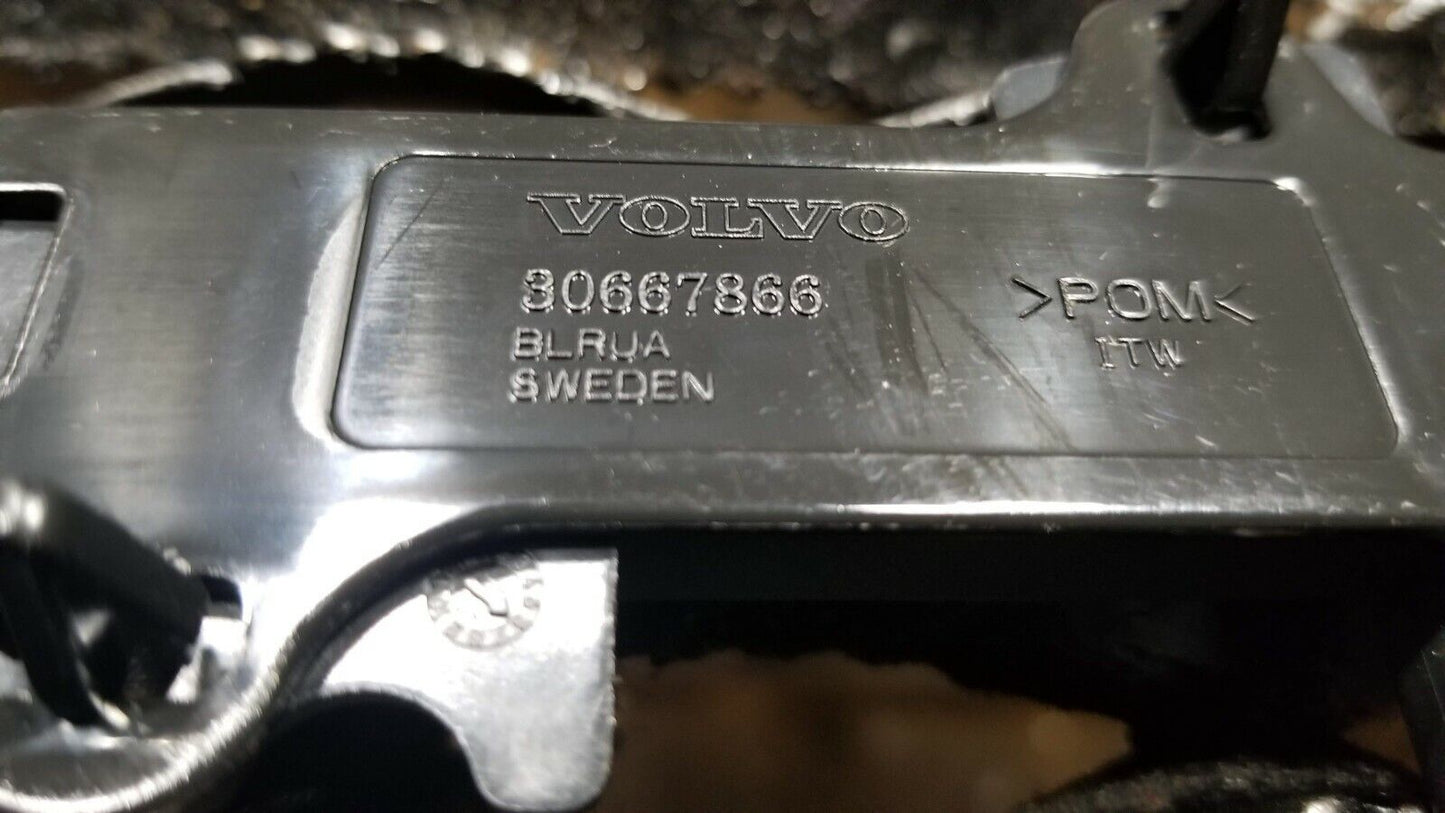 VOLVO
30667866
BLRUA
SWEDEN
>POM<
ITW